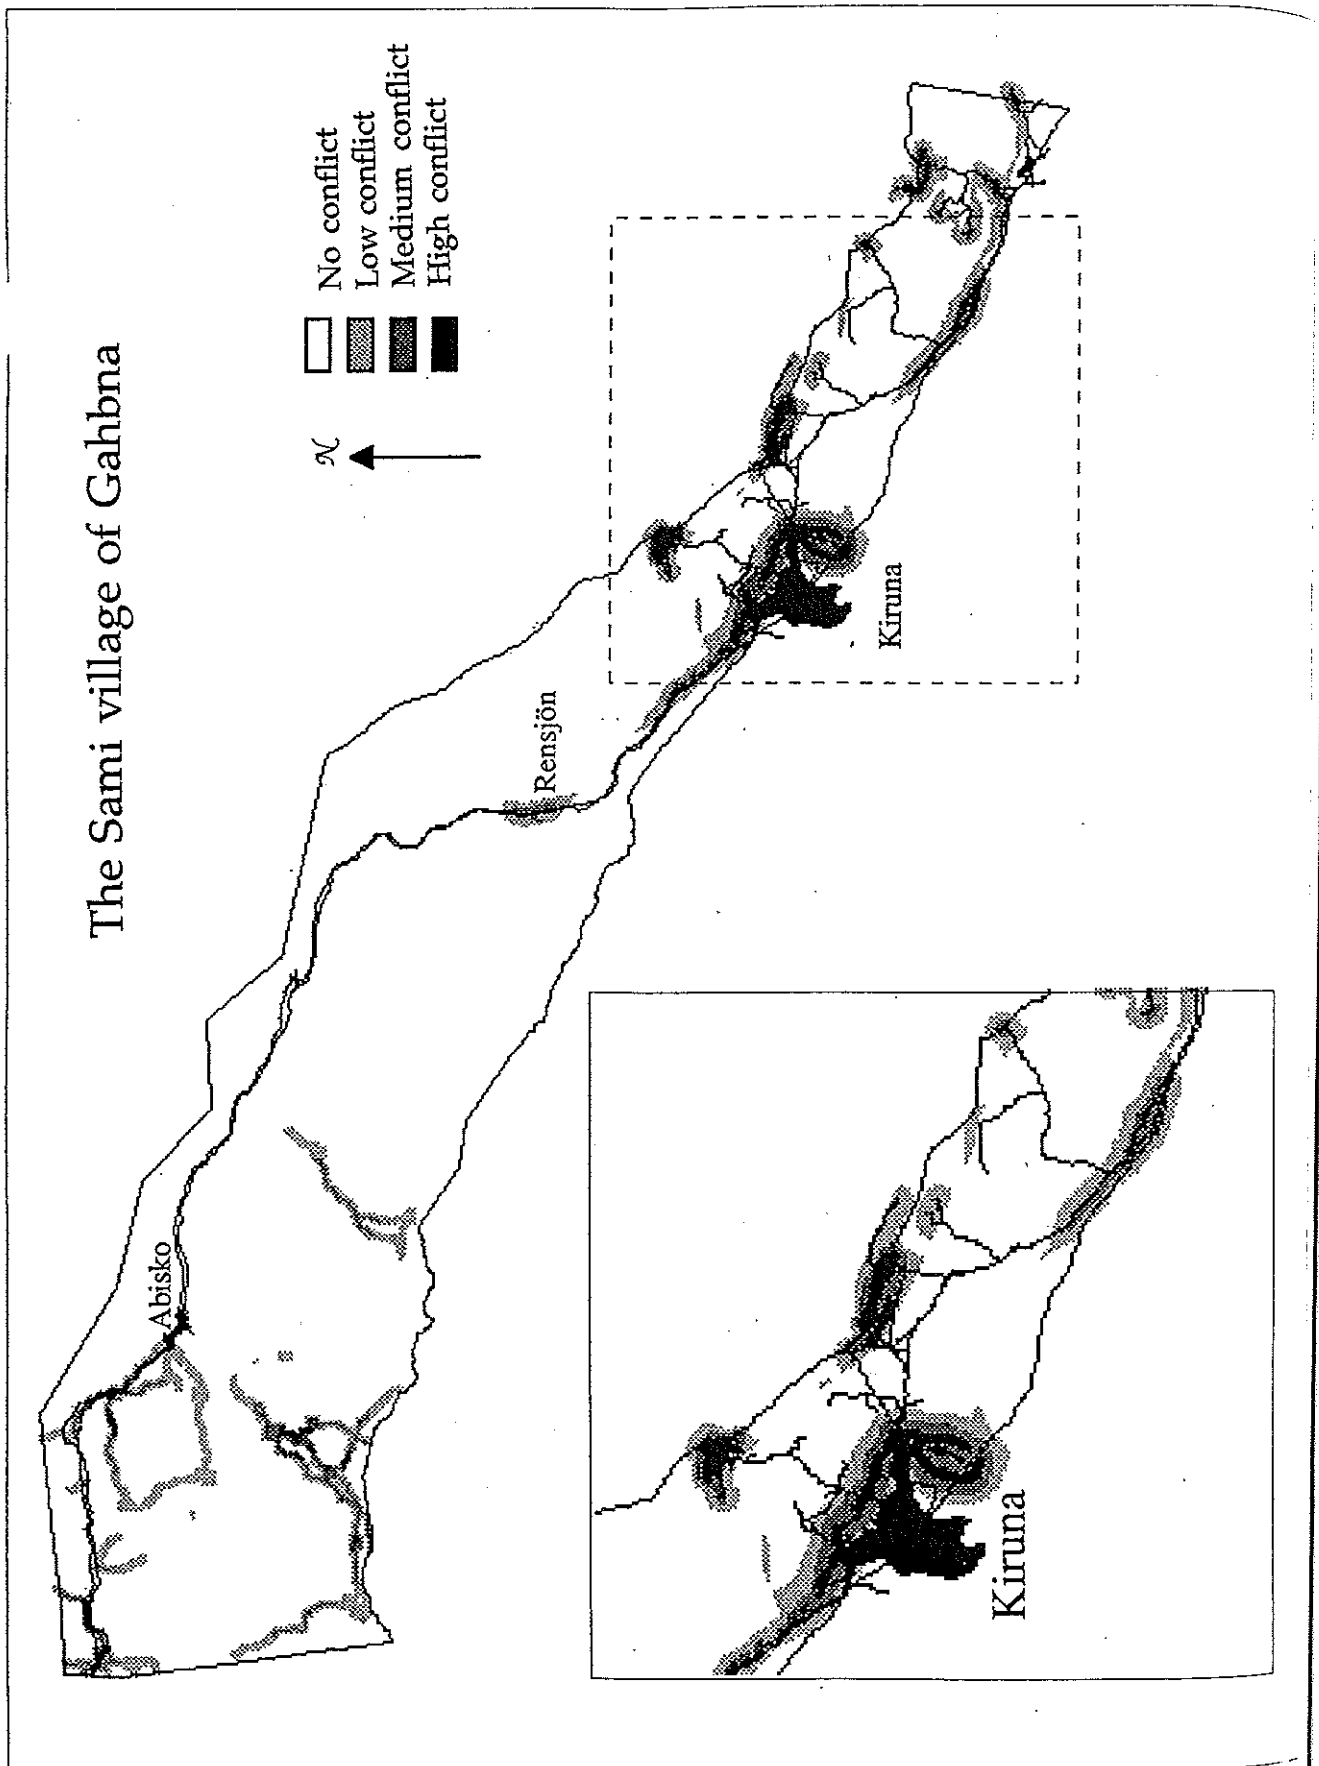 The Sami village of Gahbna
N
No conflict
Low conflict
Medium conflict
High conflict
Abisko
Rensjön
Kiruna
Kiruna